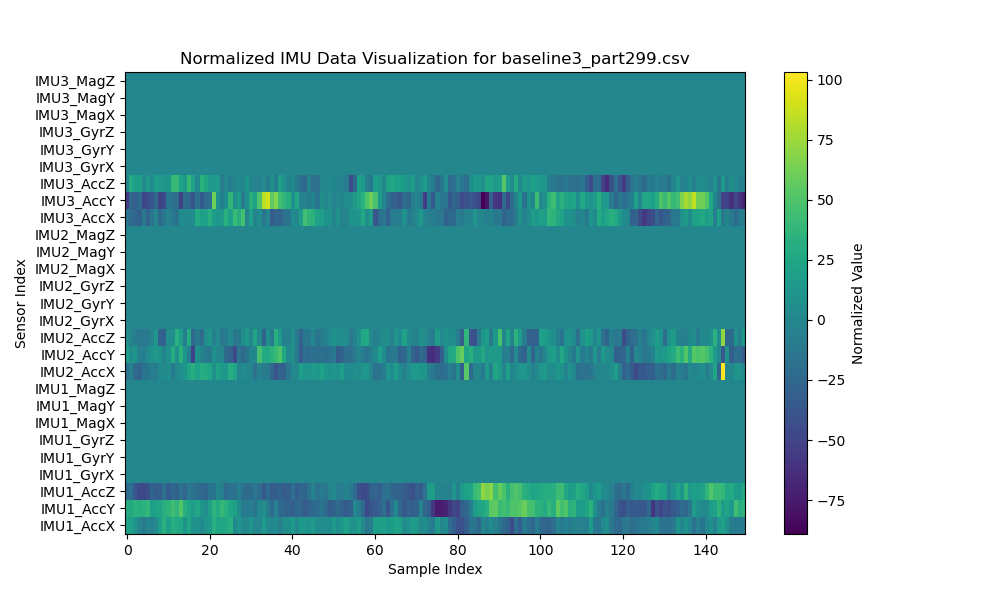 Normalized IMU Data Visualization for baseline3_part299.csv
IMU3_MagZ
IMU3_MagY
IMU3_MagX
IMU3_GyrZ
IMU3_GyrY
IMU3_GyrX
IMU3_AccZ
IMU3_AccY
IMU3_AccX
IMU2_MagZ
IMU2_MagY
IMU2_MagX
IMU2_GyrZ
IMU2_GyrY
IMU2_GyrX
IMU2_AccZ
IMU2_AccY
IMU2_AccX
IMU1_MagZ
IMU1_MagY
IMU1_MagX
IMU1_GyrZ
IMU1_GyrY
IMU1_GyrX
IMU1_AccZ
IMU1_AccY
IMU1_AccX
Sensor Index
0 20 40 60 80 100 120 140
Sample Index
100
75
50
25
0
−25
−50
−75
Normalized Value